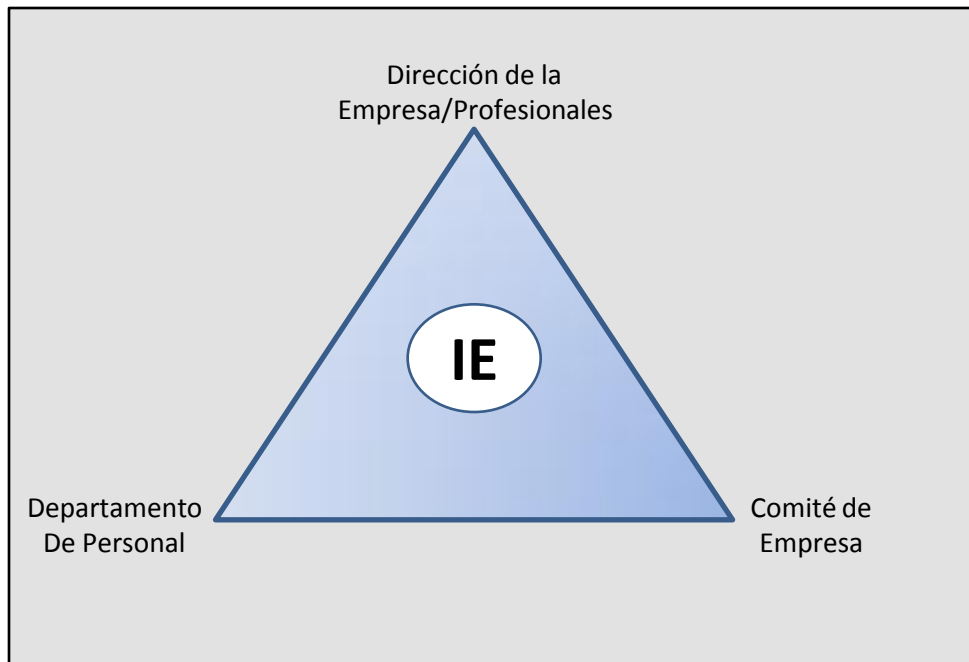 Dirección de la
Empresa/Profesionales
IE
Departamento
De Personal
Comité de
Empresa